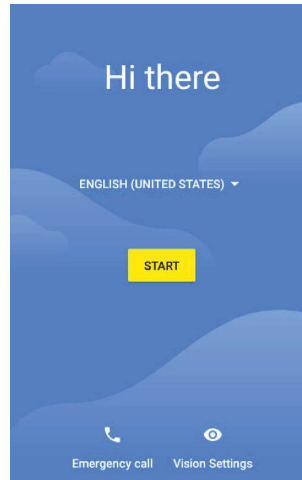 Hi there
ENGLISH (UNITED STATES)
START
Emergency call Vision Settings